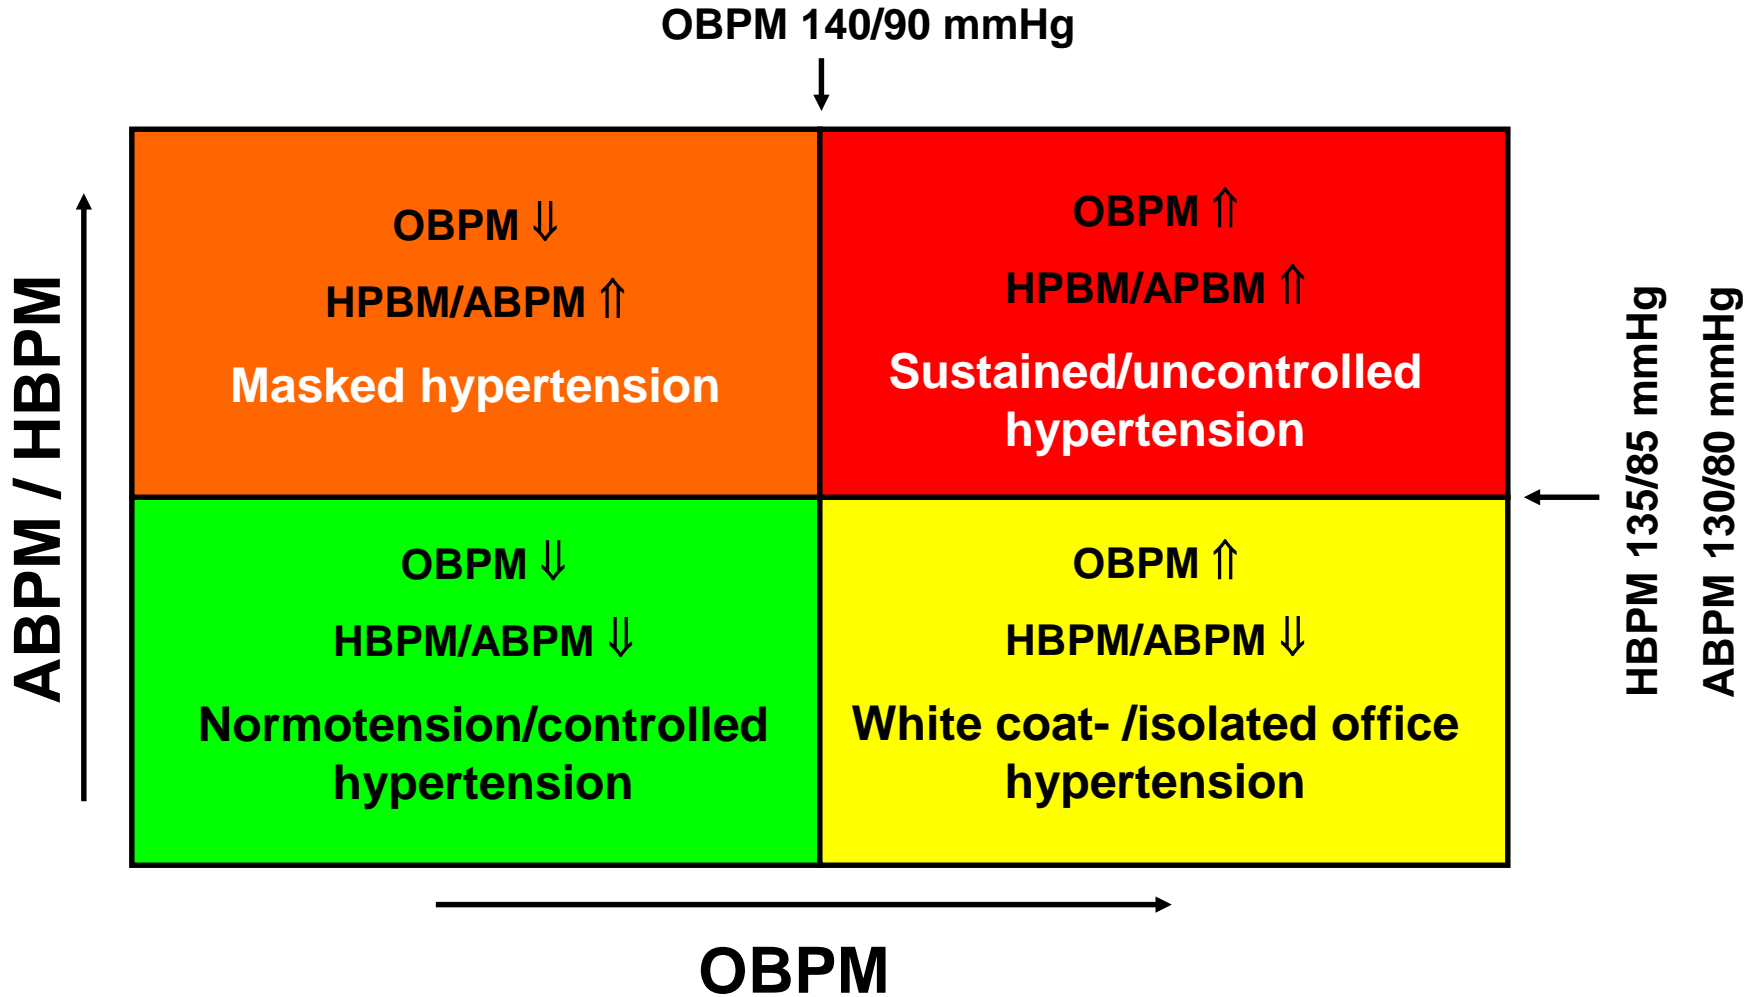 OBPM 140/90 mmHg
OBPM ⇓
HPBM/ABPM ⇑
Masked hypertension
OBPM ⇑
HPBM/APBM ⇑
Sustained/uncontrolled
hypertension
OBPM ⇓
HBPM/ABPM ⇓
Normotension/controlled
hypertension
OBPM ⇑
HBPM/ABPM ⇓
White coat- /isolated office
hypertension
ABPM / HBPM
HBPM 135/85 mmHg
ABPM 130/80 mmHg
OBPM